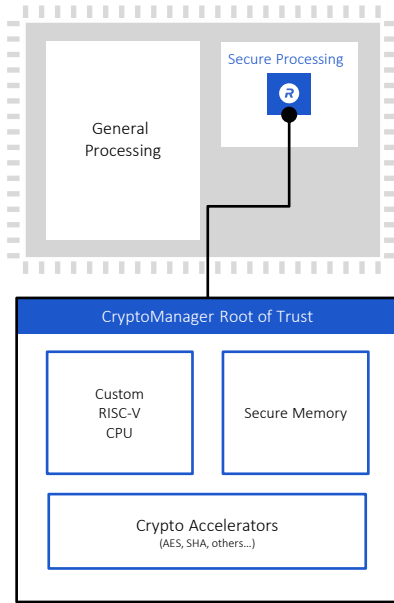 Secure Processing
R
General
Processing
CryptoManager Root of Trust
Custom
RISC-V
CPU
Secure Memory
Crypto Accelerators
(AES, SHA, others...)